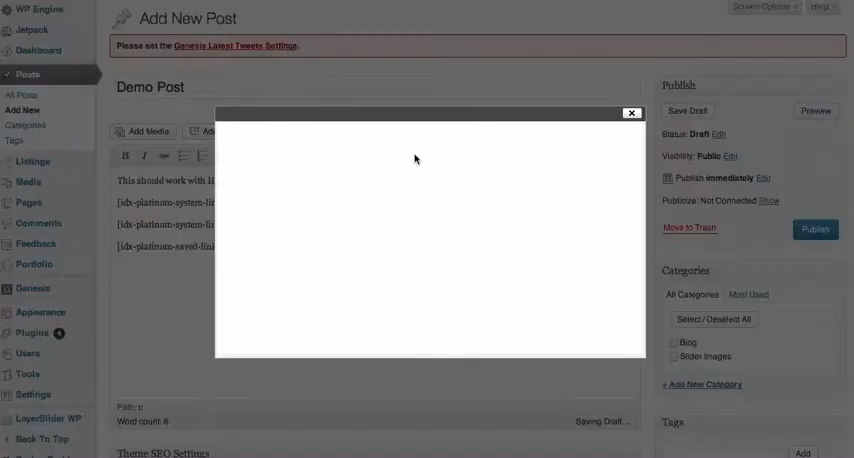 WP Engine
Jetpack
Dashboard
Posts
All Posts
Add New
Categories
Tags
Listings
Media
Pages
Comments
Feedback
Portfolio
Genesis
Appearance
Plugins 4
Users
Tools
Settings
LayerSlider WP
Back To Top
Screen Options
Help
Add New Post
Please set the Genesis Latest Tweets Settings.
Demo Post
Add Media
B I ABC
This should work with
[idx-platinum-system-lin
[idx-platinum-system-lin
[idx-platinum-saved-link
Path: p
Word count: 6
Saving Draft...
Theme SEO Settings
Publish
Save Draft
Preview
Status: Draft Edit
Visibility: Public Edit
Publish immediately Edit
Publicize: Not Connected Show
Move to Trash
Publish
Categories
All Categories
Most Used
Select / Deselect All
Blog
Slider Images
+ Add New Category
Tags
Add